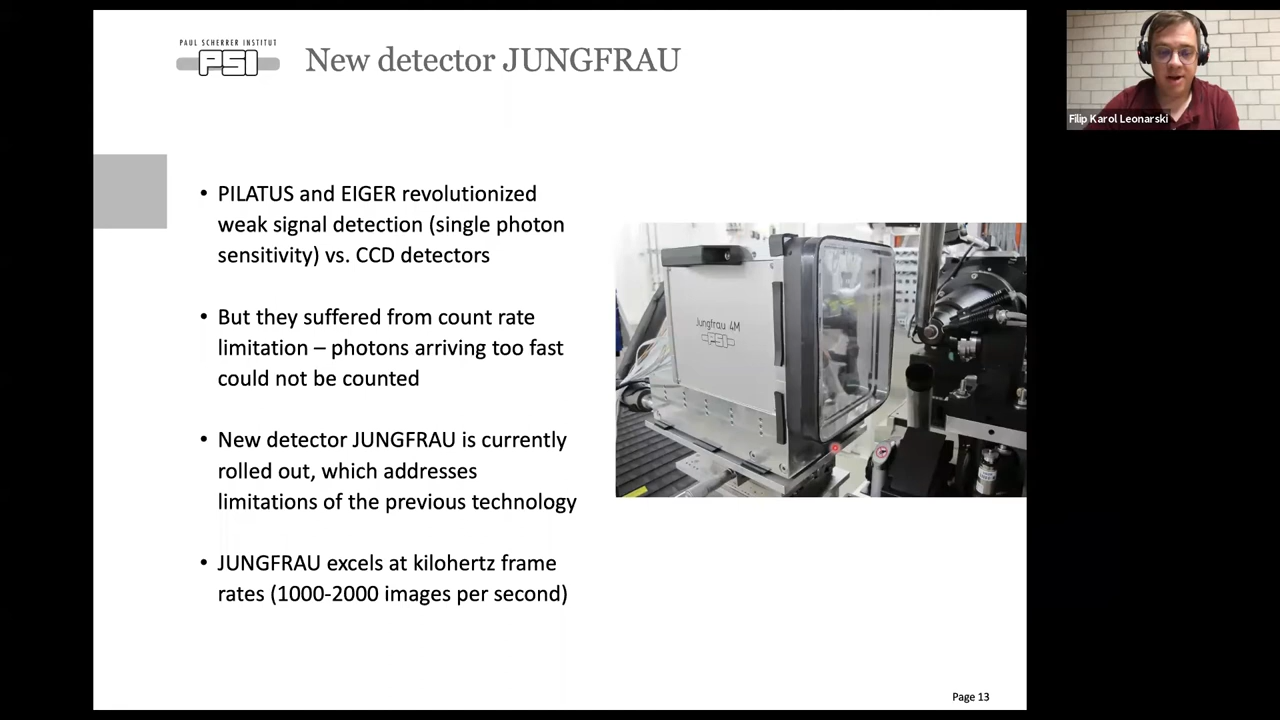 PAUL SCHERRER INSTITUT
PSI
New detector JUNGFRAU
• PILATUS and EIGER revolutionized
weak signal detection (single photon
sensitivity) vs. CCD detectors
• But they suffered from count rate
limitation – photons arriving too fast
could not be counted
• New detector JUNGFRAU is currently
rolled out, which addresses
limitations of the previous technology
• JUNGFRAU excels at kilohertz frame
rates (1000-2000 images per second)
Jungfrau 4M
PSI
Page 13
Filip Karol Leonarski